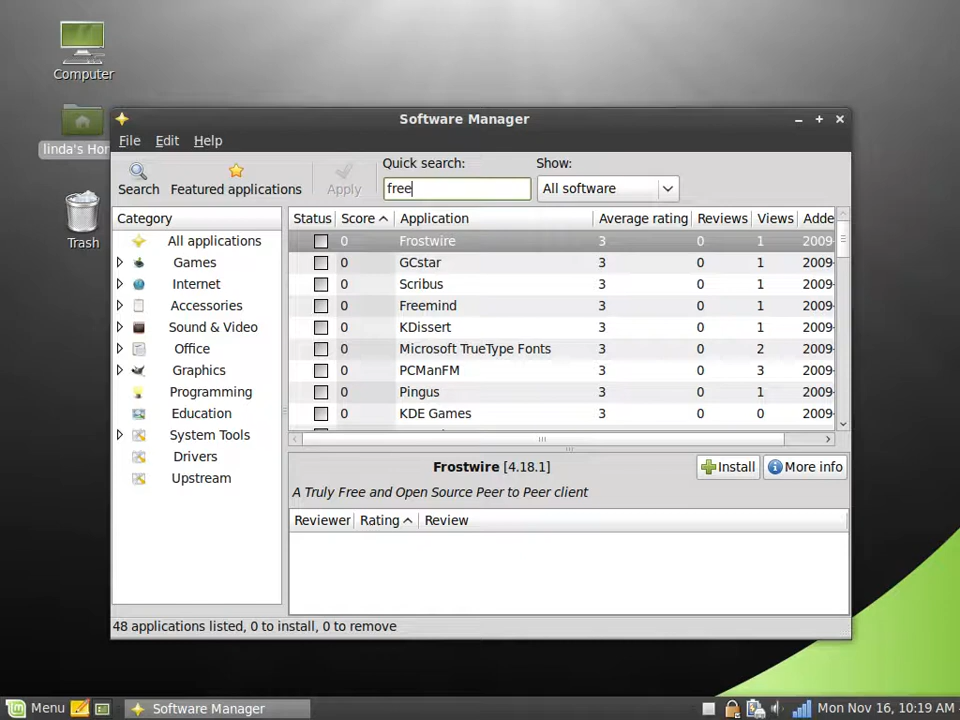 Computer
linda's Hor
Trash
Software Manager
File Edit Help
Search
Featured applications
Apply
Quick search:
free
Show:
All software
Category
All applications
Games
Internet
Accessories
Sound & Video
Office
Graphics
Programming
Education
System Tools
Drivers
Upstream
Status Score Application Average rating Reviews Views Adde
0 Frostwire 3 0 1 2009-
0 GCstar 3 0 1 2009-
0 Scribus 3 0 1 2009-
0 Freemind 3 0 1 2009-
0 KDissert 3 0 1 2009-
0 Microsoft TrueType Fonts 3 0 2 2009-
0 PCManFM 3 0 3 2009-
0 Pingus 3 0 1 2009-
0 KDE Games 3 0 0 2009-
Frostwire [4.18.1]
Install
More info
A Truly Free and Open Source Peer to Peer client
Reviewer Rating Review
48 applications listed, 0 to install, 0 to remove
Menu
Software Manager
Mon Nov 16, 10:19 AM